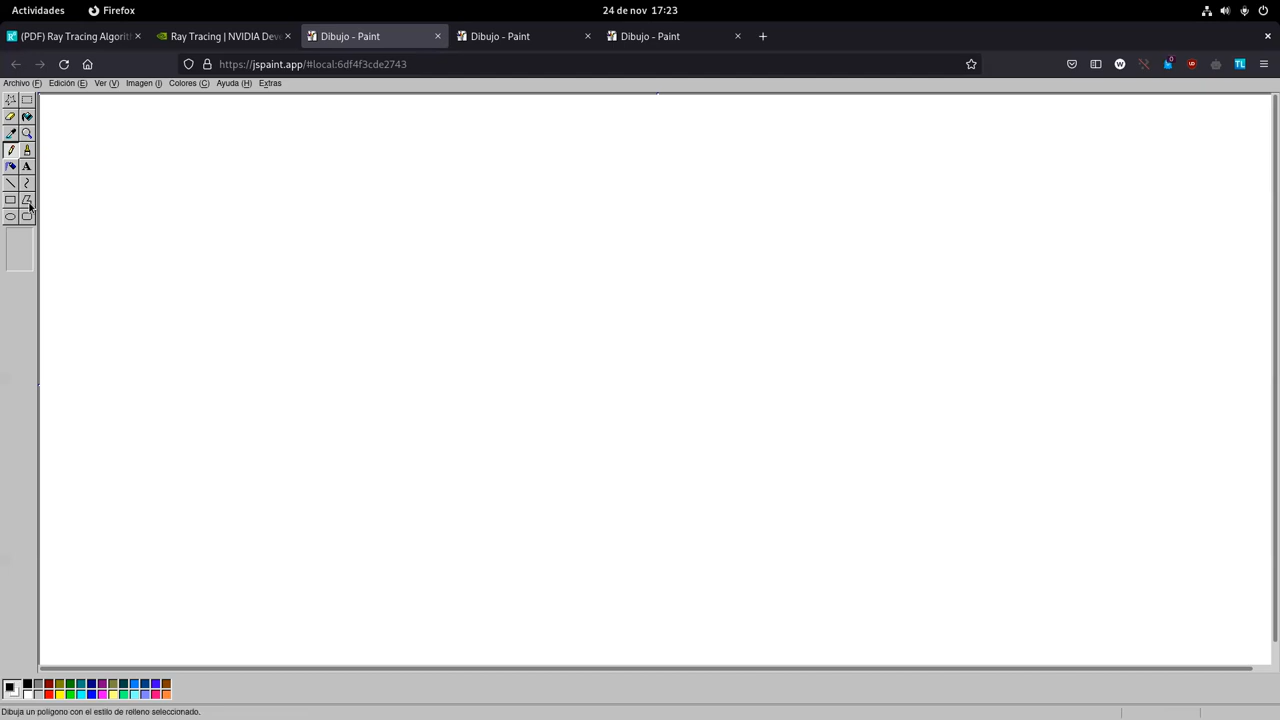 Actividades Firefox 24 de nov 17:23
(PDF) Ray Tracing Algorit Ray Tracing | NVIDIA Deve Dibujo - Paint Dibujo - Paint Dibujo - Paint
https://jspaint.app/#local:6df4f3cde2743
Archivo (F) Edición (E) Ver (V) Imagen (I) Colores (C) Ayuda (H) Extras
Dibuja un polígono con el estilo de relleno seleccionado.